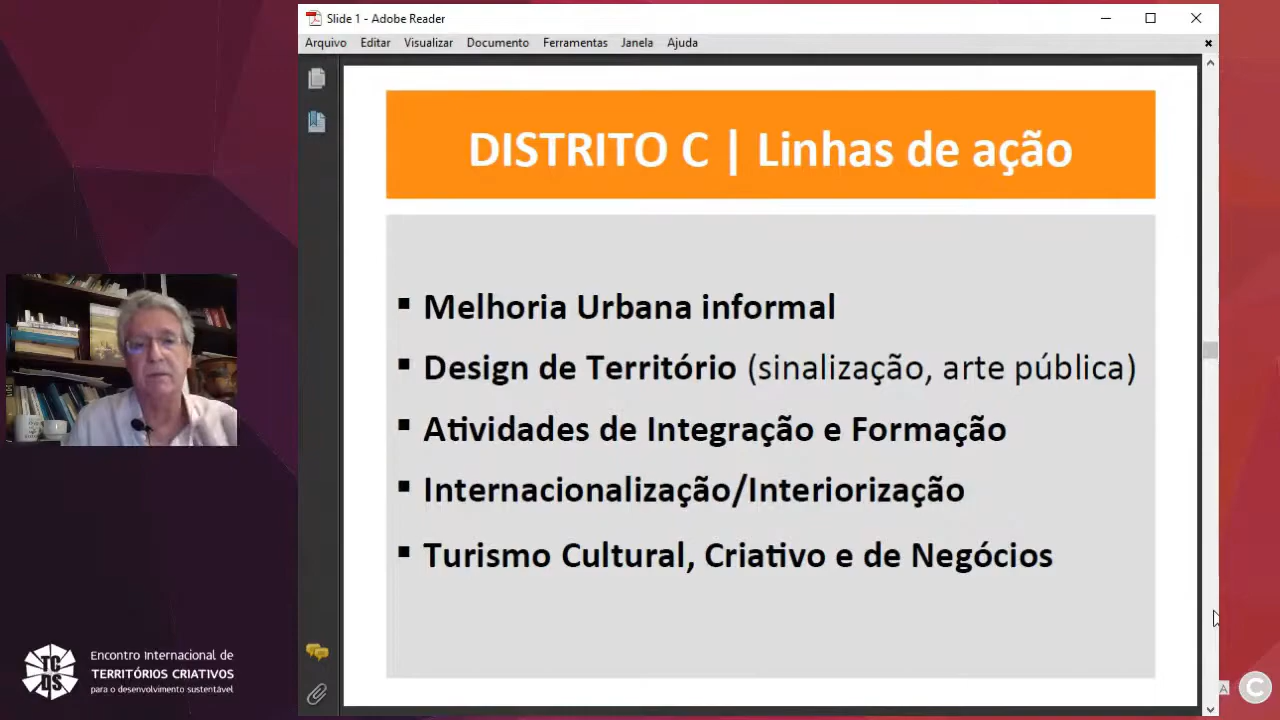 Slide 1 - Adobe Reader
Arquivo Editar Visualizar Documento Ferramentas Janela Ajuda
DISTRITO C | Linhas de ação
▪ Melhoria Urbana informal
▪ Design de Território (sinalização, arte pública)
▪ Atividades de Integração e Formação
▪ Internacionalização/Interiorização
▪ Turismo Cultural, Criativo e de Negócios
TC
DS
Encontro Internacional de
TERRITÓRIOS CRIATIVOS
para o desenvolvimento sustentável
A
C